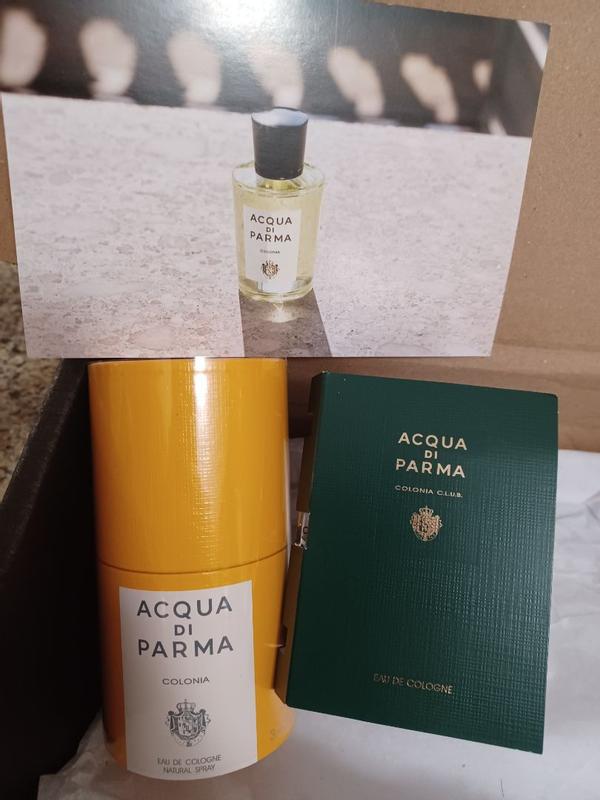 ACQUA
DI
PARMA
COLONIA
ACQUA
DI
PARMA
COLONIA
EAU DE COLOGNE
NATURAL SPRAY
ACQUA
DI
PARMA
COLONIA C.L.U.B.
EAU DE COLOGNE